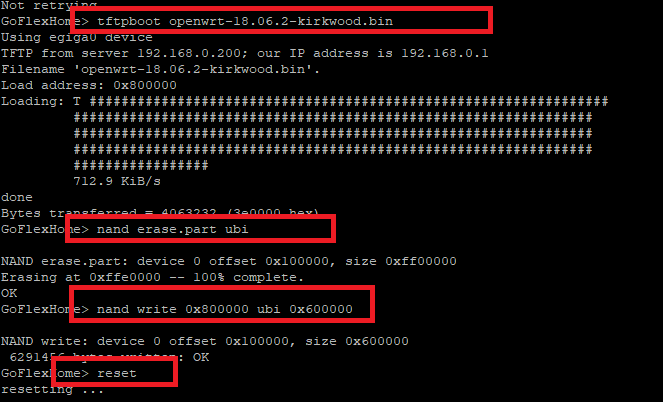 Not retrying
GoFlexHome> tftpboot openwrt-18.06.2-kirkwood.bin
Using egiga0 device
TFTP from server 192.168.0.200; our IP address is 192.168.0.1
Filename 'openwrt-18.06.2-kirkwood.bin'.
Load address: 0x800000
Loading: T #################################################################
#################################################################
#################################################################
#################################################################
#################
712.9 KiB/s
done
Bytes transferred = 4063232 (3e0000 hex)
GoFlexHome> nand erase.part ubi
NAND erase.part: device 0 offset 0x100000, size 0xff00000
Erasing at 0xffe0000 -- 100% complete.
OK
GoFlexHome> nand write 0x800000 ubi 0x600000
NAND write: device 0 offset 0x100000, size 0x600000
6291456 bytes written: OK
GoFlexHome> reset
resetting ...